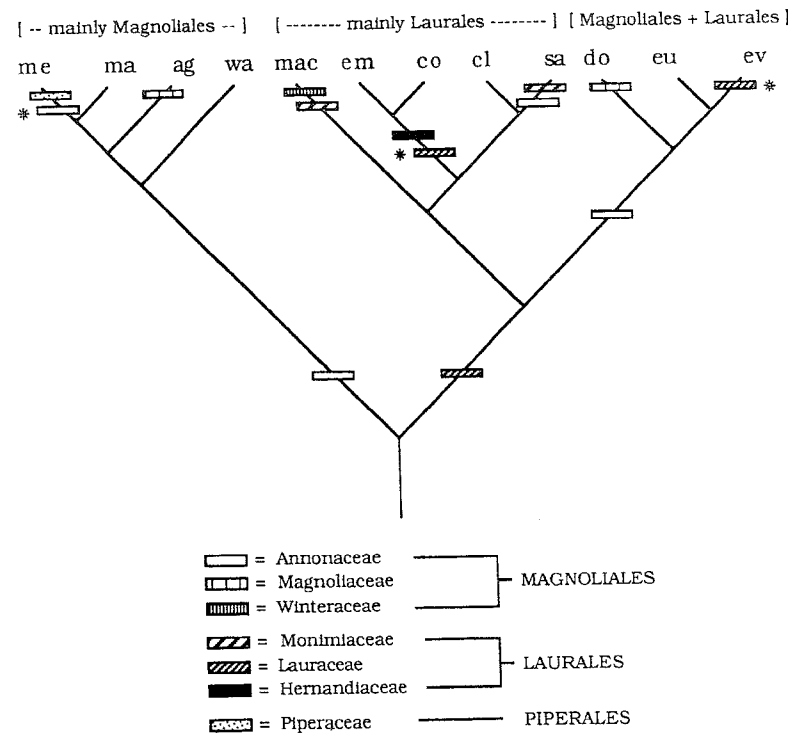 [ -- mainly Magnoliales -- ] [ -------- mainly Laurales -------- ] [ Magnoliales + Laurales ]
me ma ag wa mac em co cl sa do eu ev
* *
*
= Annonaceae
= Magnoliaceae MAGNOLIALES
= Winteraceae
= Monimiaceae
= Lauraceae LAURALES
= Hernandiaceae
= Piperaceae PIPERALES